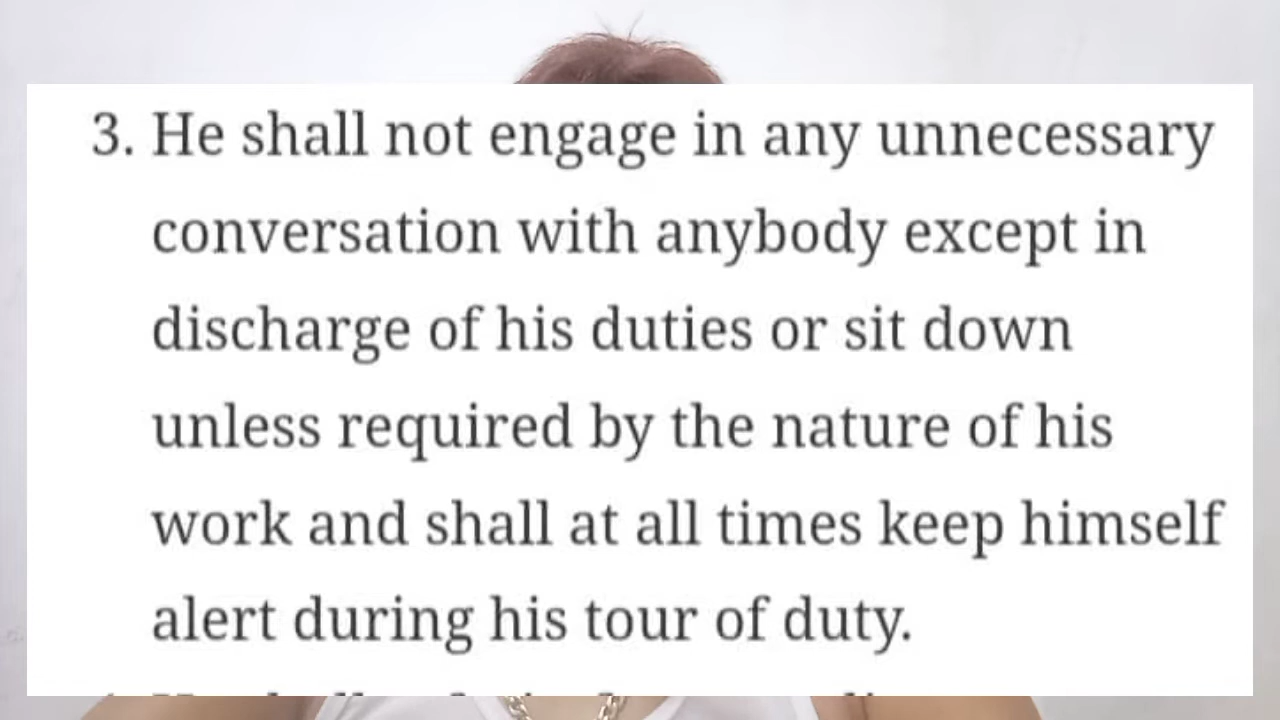 3. He shall not engage in any unnecessary
conversation with anybody except in
discharge of his duties or sit down
unless required by the nature of his
work and shall at all times keep himself
alert during his tour of duty.